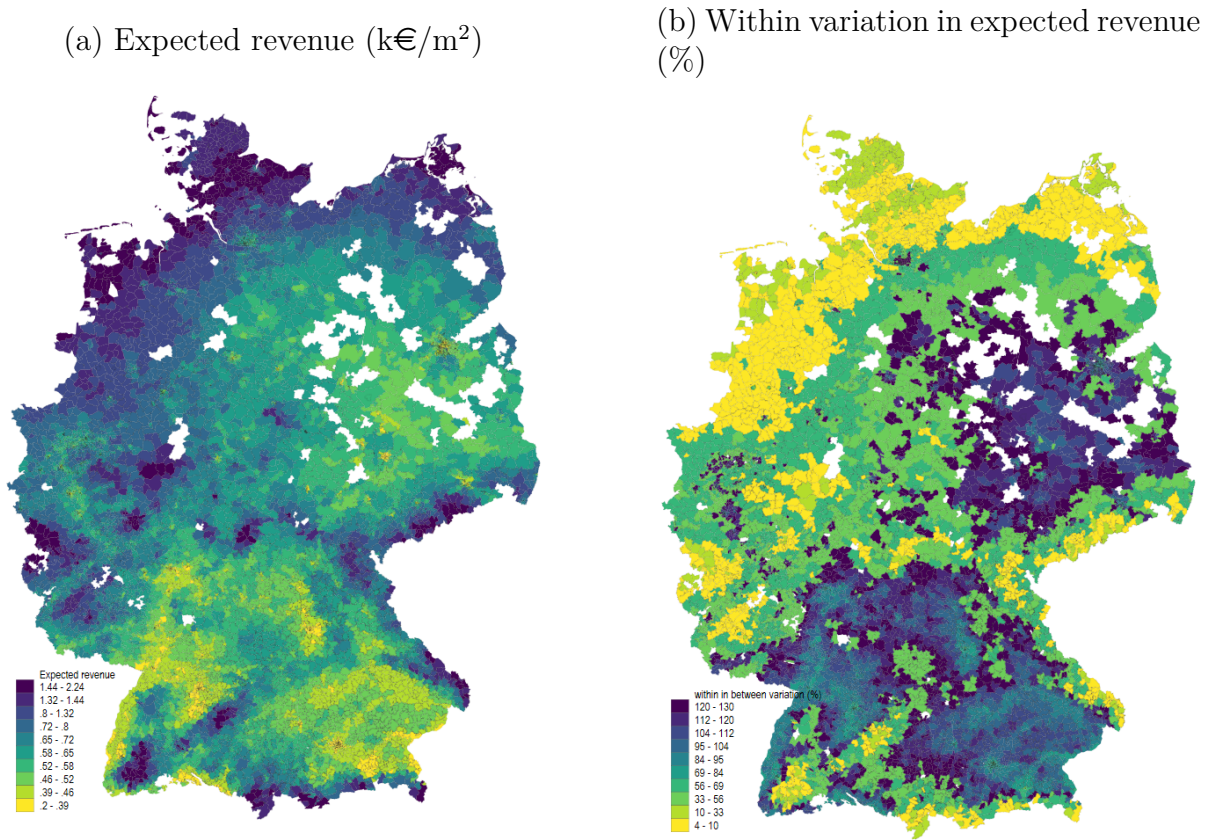 (a) Expected revenue (k€/m²)
(b) Within variation in expected revenue
(%)
Expected revenue
1.44 - 2.24
1.32 - 1.44
.8 - 1.32
.72 - .8
.65 - .72
.58 - .65
.52 - .58
.46 - .52
.39 - .46
.2 - .39
within in between variation (%)
120 - 130
112 - 120
104 - 112
95 - 104
84 - 95
69 - 84
56 - 69
33 - 56
10 - 33
4 - 10